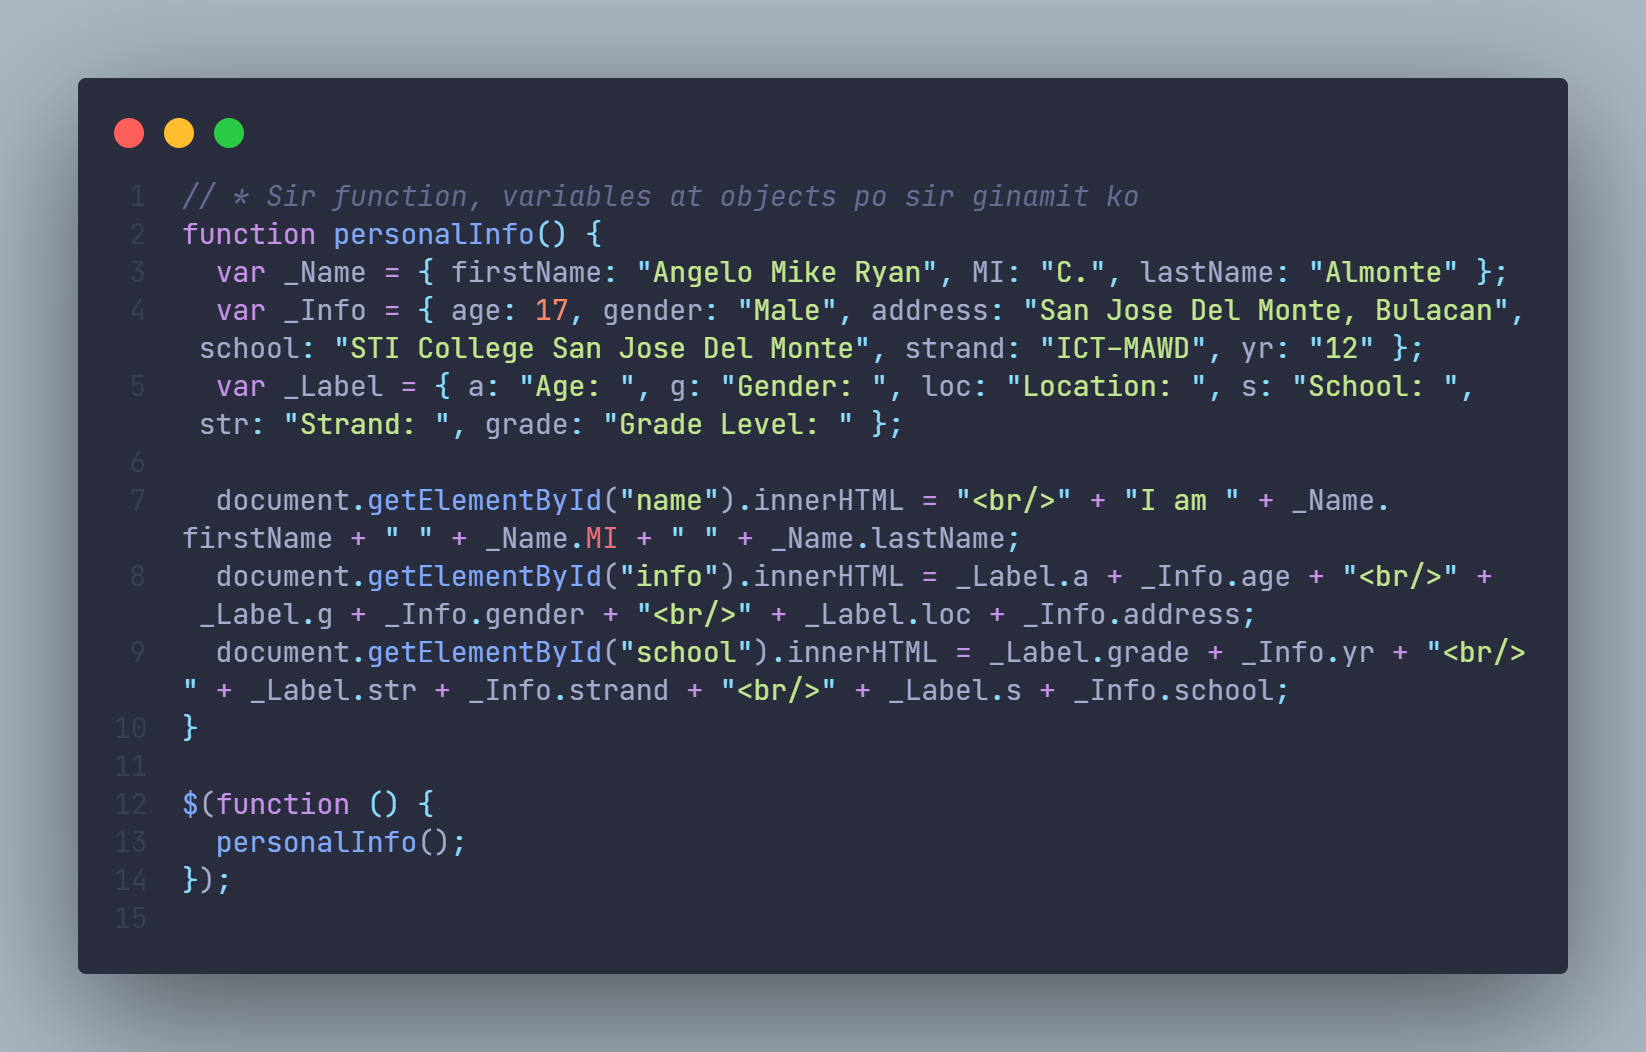 1 // * Sir function, variables at objects po sir ginamit ko
2 function personalInfo() {
3   var _Name = { firstName: "Angelo Mike Ryan", MI: "C.", lastName: "Almonte" };
4   var _Info = { age: 17, gender: "Male", address: "San Jose Del Monte, Bulacan",
 school: "STI College San Jose Del Monte", strand: "ICT-MAWD", yr: "12" };
5   var _Label = { a: "Age: ", g: "Gender: ", loc: "Location: ", s: "School: ",
 str: "Strand: ", grade: "Grade Level: " };
6
7   document.getElementById("name").innerHTML = "<br/>" + "I am " + _Name.
firstName + " " + _Name.MI + " " + _Name.lastName;
8   document.getElementById("info").innerHTML = _Label.a + _Info.age + "<br/>" +
 _Label.g + _Info.gender + "<br/>" + _Label.loc + _Info.address;
9   document.getElementById("school").innerHTML = _Label.grade + _Info.yr + "<br/>
" + _Label.str + _Info.strand + "<br/>" + _Label.s + _Info.school;
10 }
11
12 $(function () {
13   personalInfo();
14 });
15